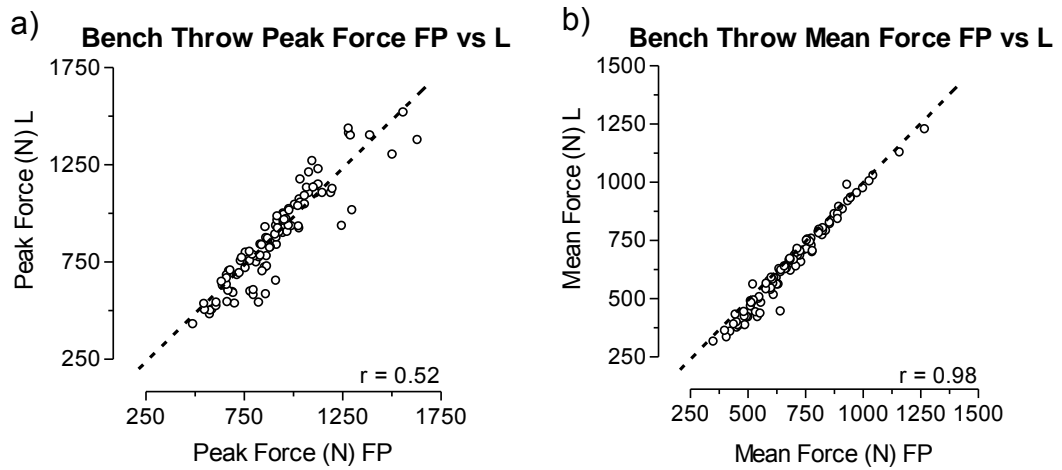 a)
Bench Throw Peak Force FP vs L
1750
1250
750
250
Peak Force (N) L
r = 0.52
250 750 1250 1750
Peak Force (N) FP
b)
Bench Throw Mean Force FP vs L
1500
1250
1000
750
500
250
Mean Force (N) L
r = 0.98
250 500 750 1000 1250 1500
Mean Force (N) FP